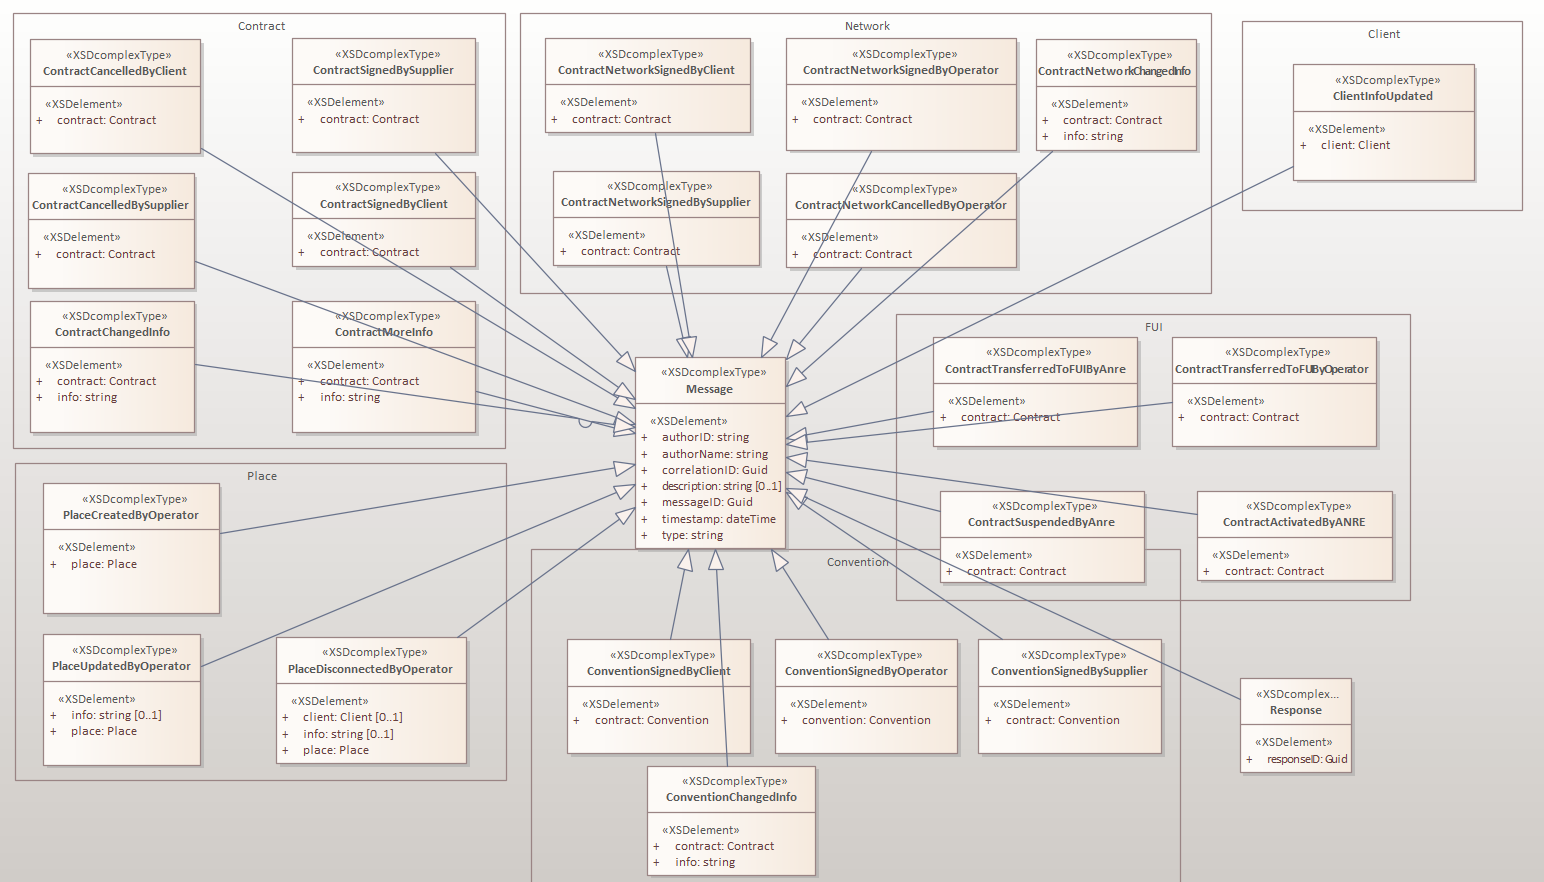 Contract
«XSDcomplexType»
ContractCancelledByClient
«XSDelement»
+ contract: Contract
«XSDcomplexType»
ContractSignedBySupplier
«XSDelement»
+ contract: Contract
«XSDcomplexType»
ContractCancelledBySupplier
«XSDelement»
+ contract: Contract
«XSDcomplexType»
ContractSignedByClient
«XSDelement»
+ contract: Contract
«XSDcomplexType»
ContractChangedInfo
«XSDelement»
+ contract: Contract
+ info: string
«XSDcomplexType»
ContractMoreInfo
«XSDelement»
+ contract: Contract
+ info: string
Network
«XSDcomplexType»
ContractNetworkSignedByClient
«XSDelement»
+ contract: Contract
«XSDcomplexType»
ContractNetworkSignedByOperator
«XSDelement»
+ contract: Contract
«XSDcomplexType»
ContractNetworkChangedInfo
«XSDelement»
+ contract: Contract
+ info: string
«XSDcomplexType»
ContractNetworkSignedBySupplier
«XSDelement»
+ contract: Contract
«XSDcomplexType»
ContractNetworkCancelledByOperator
«XSDelement»
+ contract: Contract
Client
«XSDcomplexType»
ClientInfoUpdated
«XSDelement»
+ client: Client
«XSDcomplexType»
Message
«XSDelement»
+ authorID: string
+ authorName: string
+ correlationID: Guid
+ description: string [0..1]
+ messageID: Guid
+ timestamp: dateTime
+ type: string
FUI
«XSDcomplexType»
ContractTransferredToFUIByAnre
«XSDelement»
+ contract: Contract
«XSDcomplexType»
ContractTransferredToFUIByOperator
«XSDelement»
+ contract: Contract
«XSDcomplexType»
ContractSuspendedByAnre
«XSDelement»
+ contract: Contract
«XSDcomplexType»
ContractActivatedByANRE
«XSDelement»
+ contract: Contract
Place
«XSDcomplexType»
PlaceCreatedByOperator
«XSDelement»
+ place: Place
«XSDcomplexType»
PlaceUpdatedByOperator
«XSDelement»
+ info: string [0..1]
+ place: Place
«XSDcomplexType»
PlaceDisconnectedByOperator
«XSDelement»
+ client: Client [0..1]
+ info: string [0..1]
+ place: Place
Convention
«XSDcomplexType»
ConventionSignedByClient
«XSDelement»
+ contract: Convention
«XSDcomplexType»
ConventionSignedByOperator
«XSDelement»
+ convention: Convention
«XSDcomplexType»
ConventionSignedBySupplier
«XSDelement»
+ contract: Convention
«XSDcomplexType»
ConventionChangedInfo
«XSDelement»
+ contract: Contract
+ info: string
«XSDcomplex...
Response
«XSDelement»
+ responseID: Guid